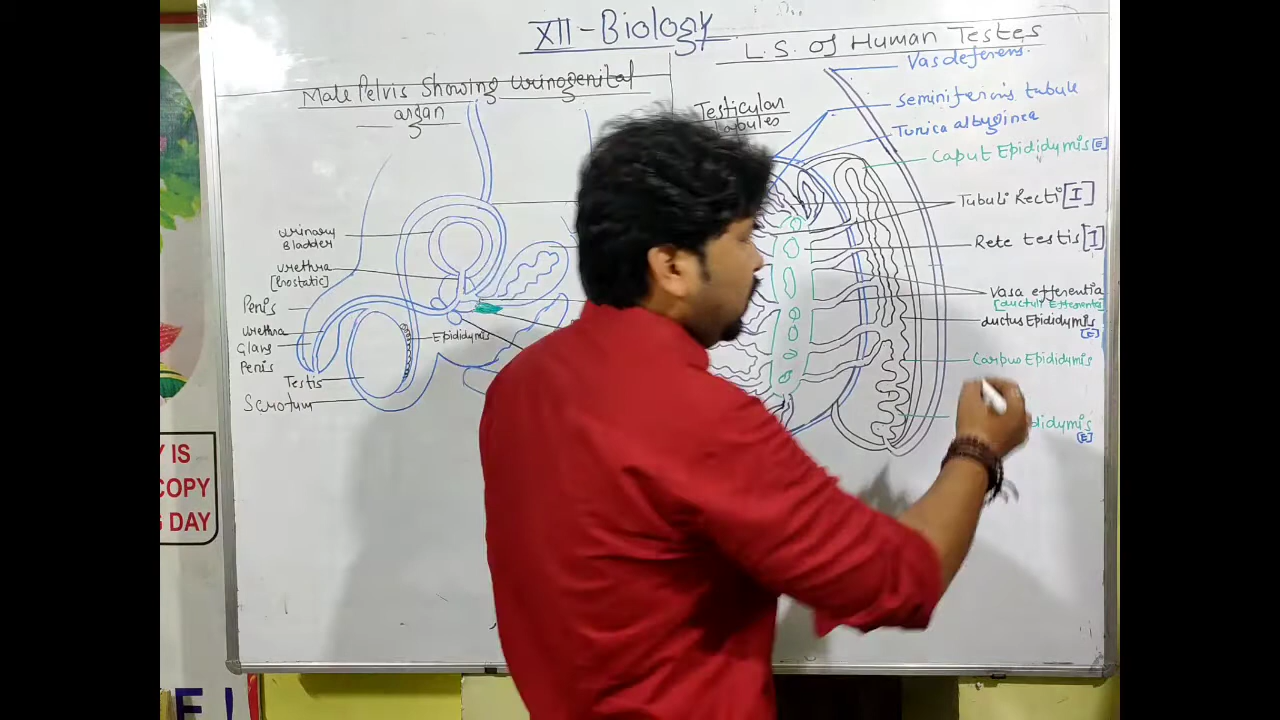 XII - Biology
L.S. Of Human Testes
Male Pelvis Showing Urinogenital
organ
Urinary
Bladder
Urethra
[Prostatic]
Penis
Urethra
Glans
Penis
Testis
Scrotum
Epididymis
Testicular
Lobules
Vas deferens
Seminiferous tubule
Tunica albuginea
Caput Epididymis [E]
Tubuli Recti [I]
Rete testis [I]
Vasa efferentia
[ductuli Efferentes
ductus Epididymis
[E]
Corpus Epididymis
didymis
[E]
Y IS
COPY
G DAY
E !